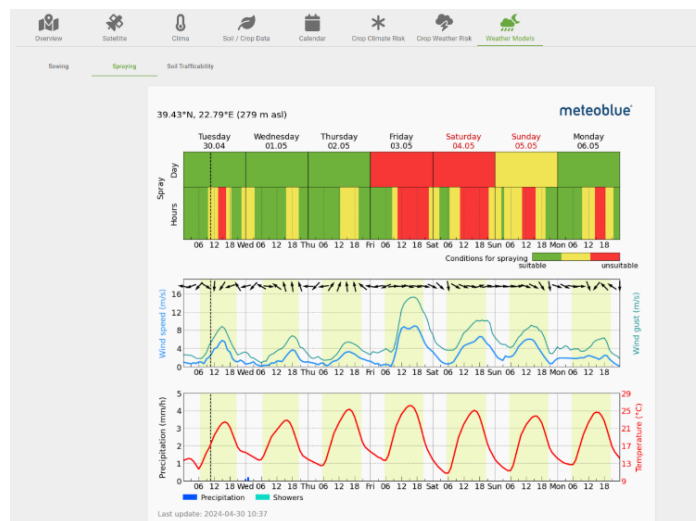 Overview Satellite Clima Soil / Crop Data Calendar Crop Climate Risk Crop Weather Risk Weather Models
Sowing Spraying Soil Trafficability
39.43°N, 22.79°E (279 m asl)
meteoblue
Tuesday Wednesday Thursday Friday Saturday Sunday Monday
30.04 01.05 02.05 03.05 04.05 05.05 06.05
Spray
Day
Hours
06 12 18 Wed 06 12 18 Thu 06 12 18 Fri 06 12 18 Sat 06 12 18 Sun 06 12 18 Mon 06 12 18
Conditions for spraying
suitable unsuitable
Wind speed (m/s)
16
12
8
4
0
Wind gust (m/s)
06 12 18 Wed 06 12 18 Thu 06 12 18 Fri 06 12 18 Sat 06 12 18 Sun 06 12 18 Mon 06 12 18
Precipitation (mm/h)
5 29
4 25
3 21
2 17
1 13
0 9
Temperature (°C)
06 12 18 Wed 06 12 18 Thu 06 12 18 Fri 06 12 18 Sat 06 12 18 Sun 06 12 18 Mon 06 12 18
Precipitation Showers
Last update: 2024-04-30 10:37